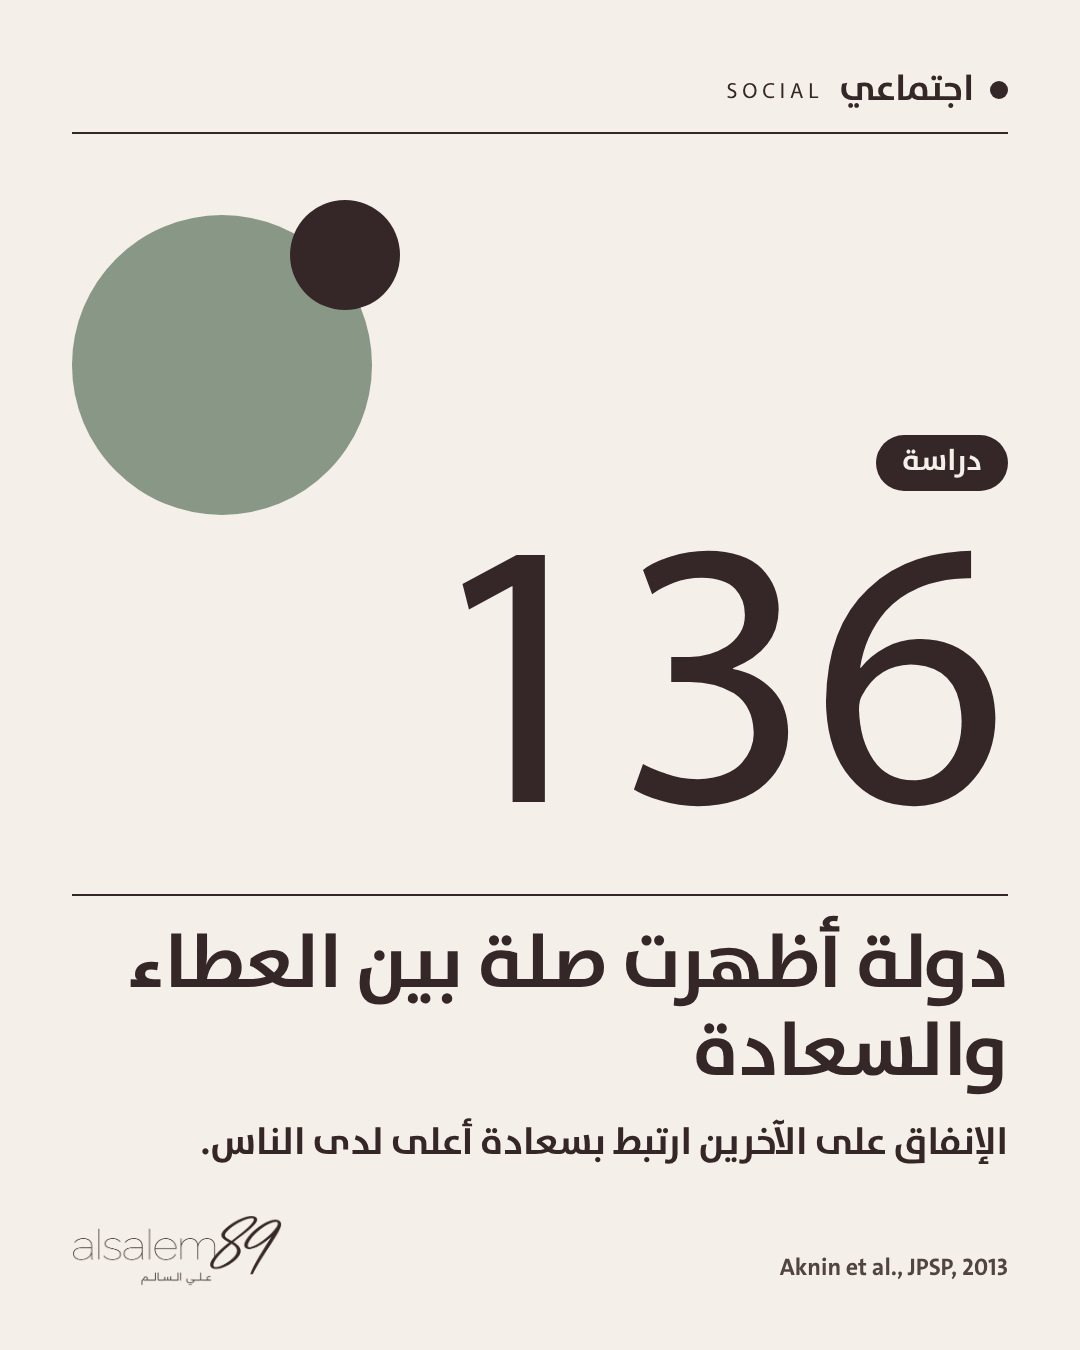 اجتماعي SOCIAL
دراسة
136
دولة أظهرت صلة بين العطاء
والسعادة
الإنفاق على الآخرين ارتبط بسعادة أعلى لدى الناس.
alsalem89
علي السالم
Aknin et al., JPSP, 2013